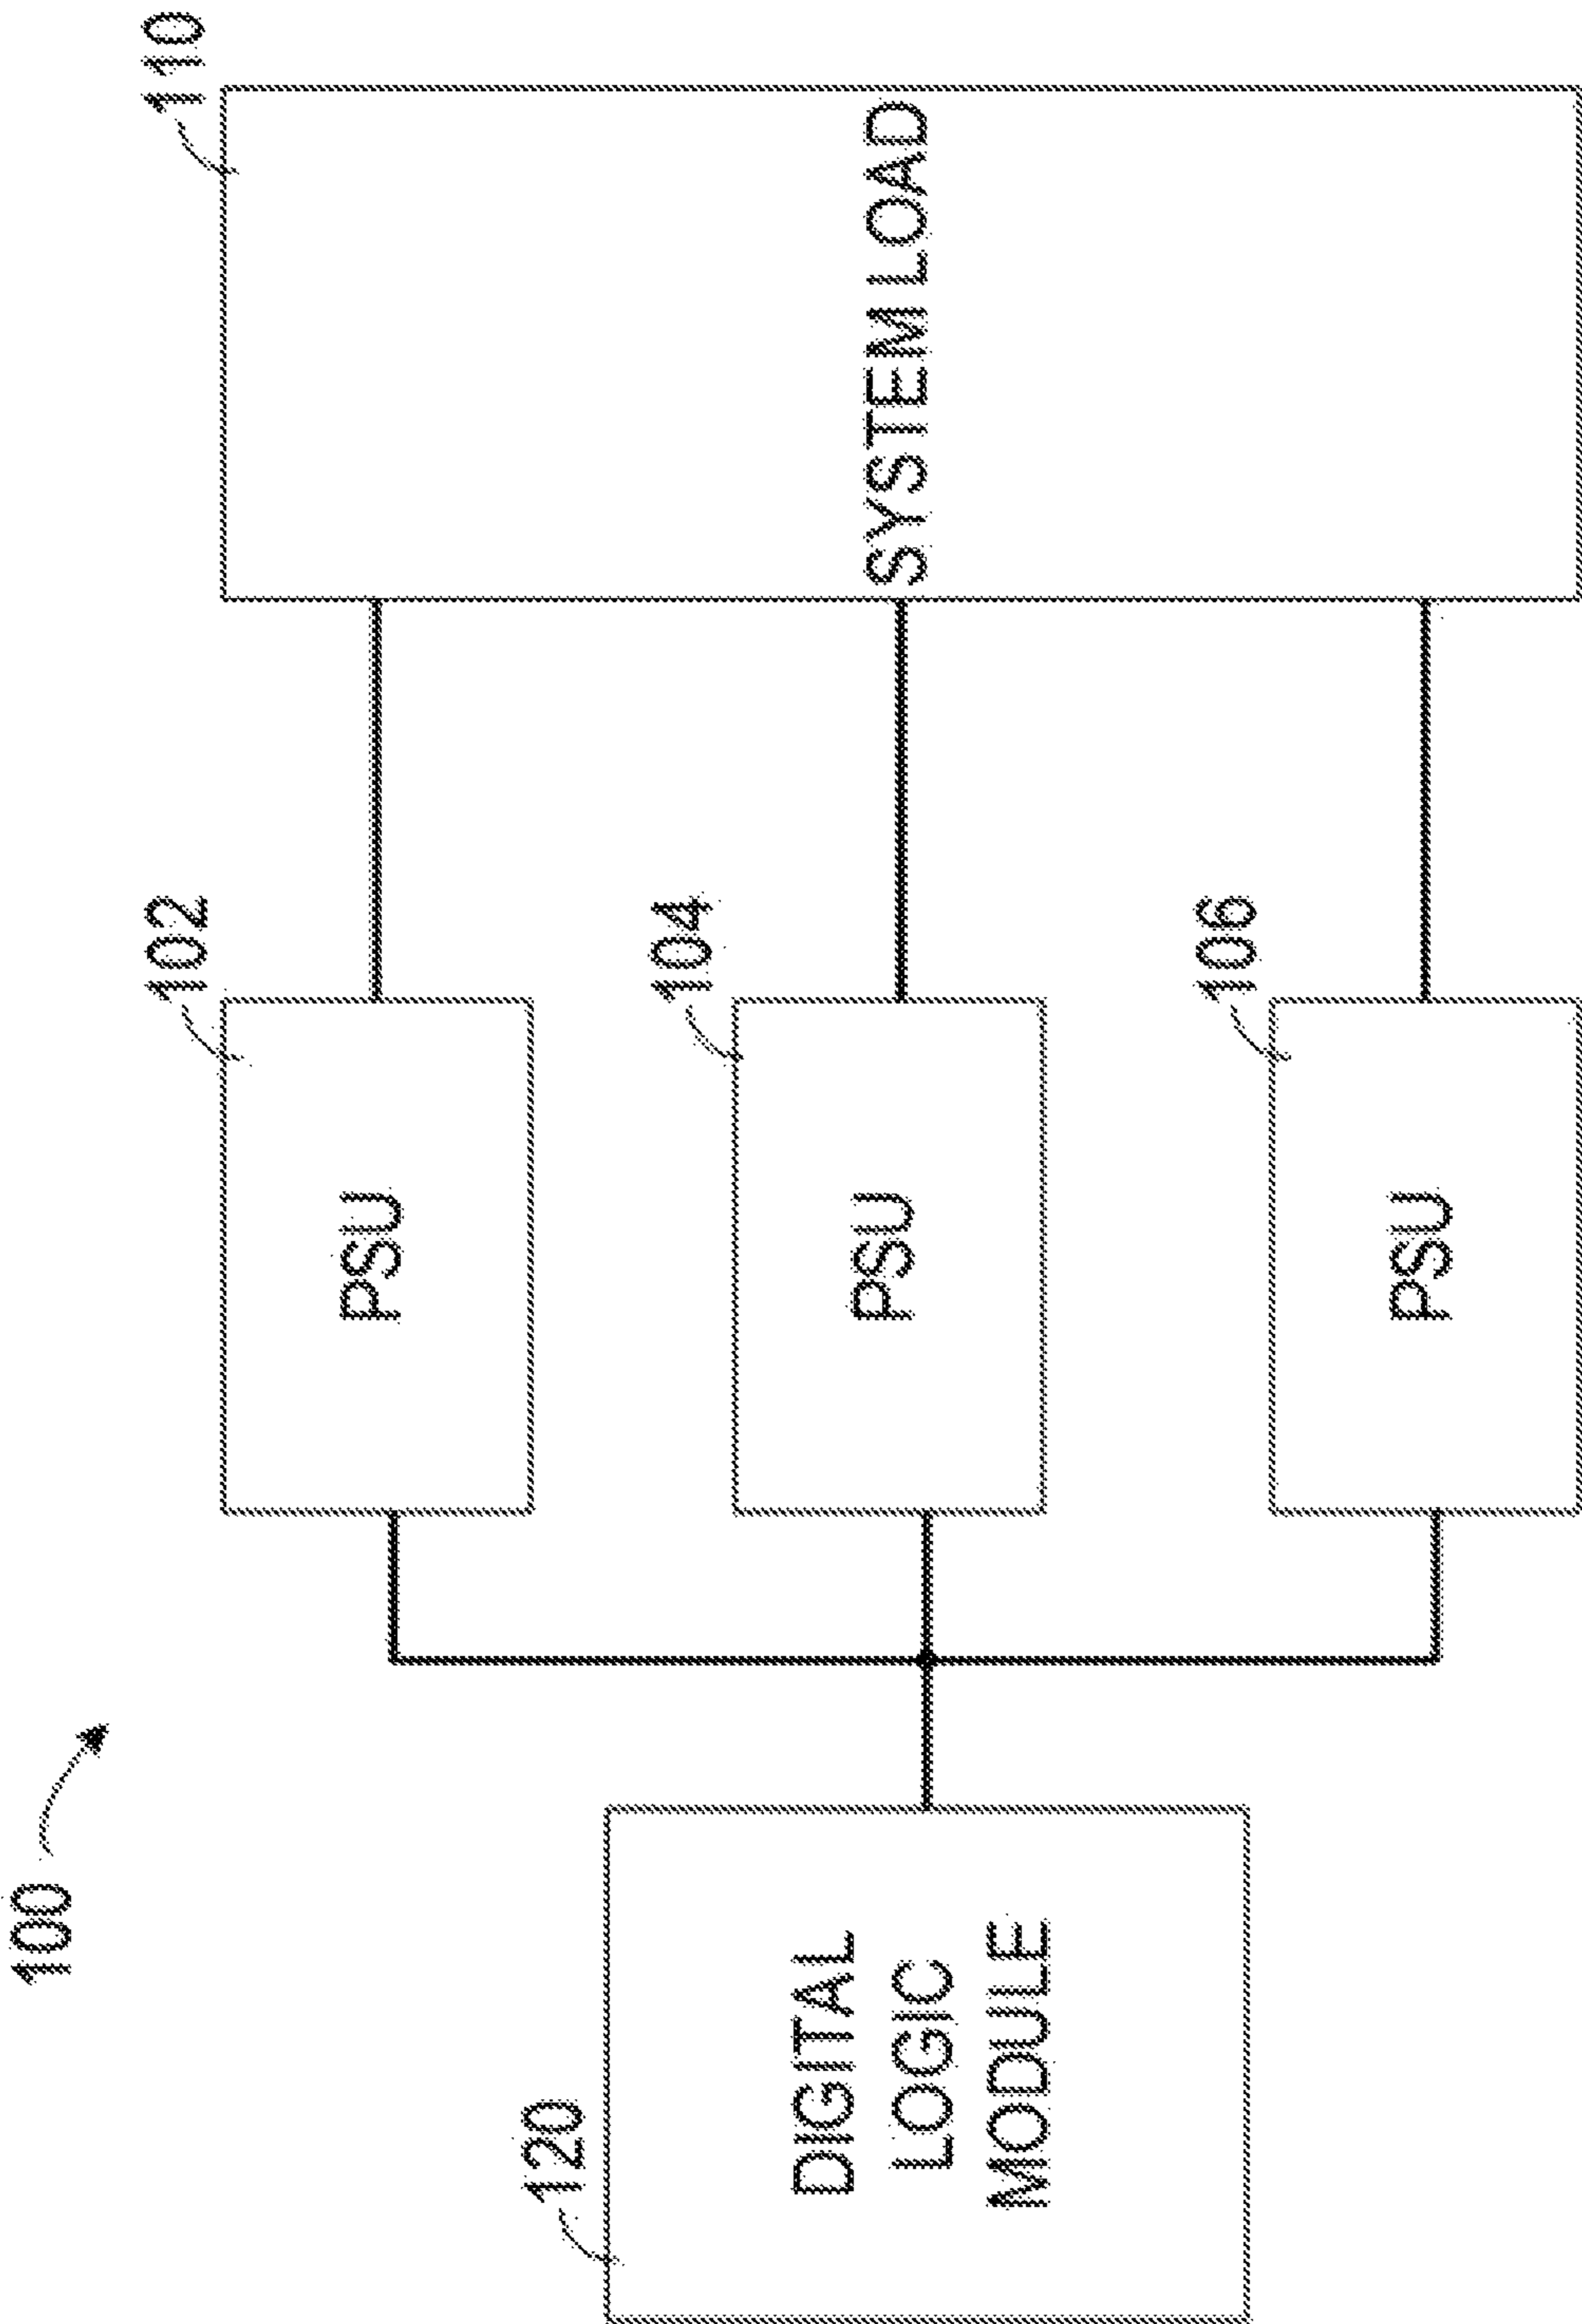 100
120
DIGITAL
LOGIC
MODULE
102
PSU
104
PSU
106
PSU
110
SYSTEM LOAD